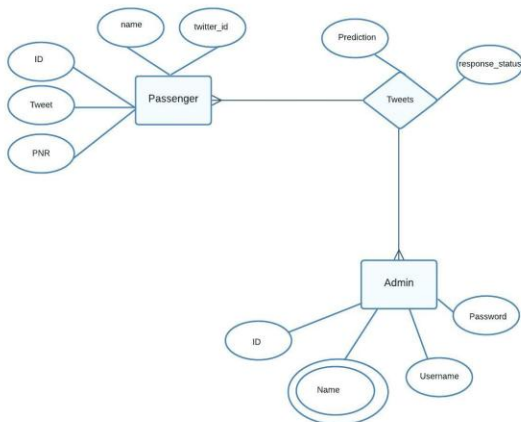 name
twitter_id
Prediction
ID
response_status
Passenger
Tweets
Tweet
PNR
Admin
Password
ID
Name
Username